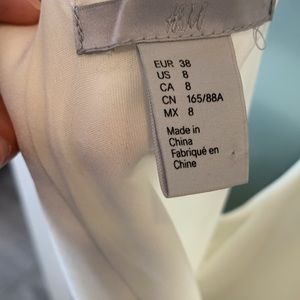 H&M
EUR 38
US 8
CA 8
CN 165/88A
MX 8
Made in
China
Fabriqué en
Chine